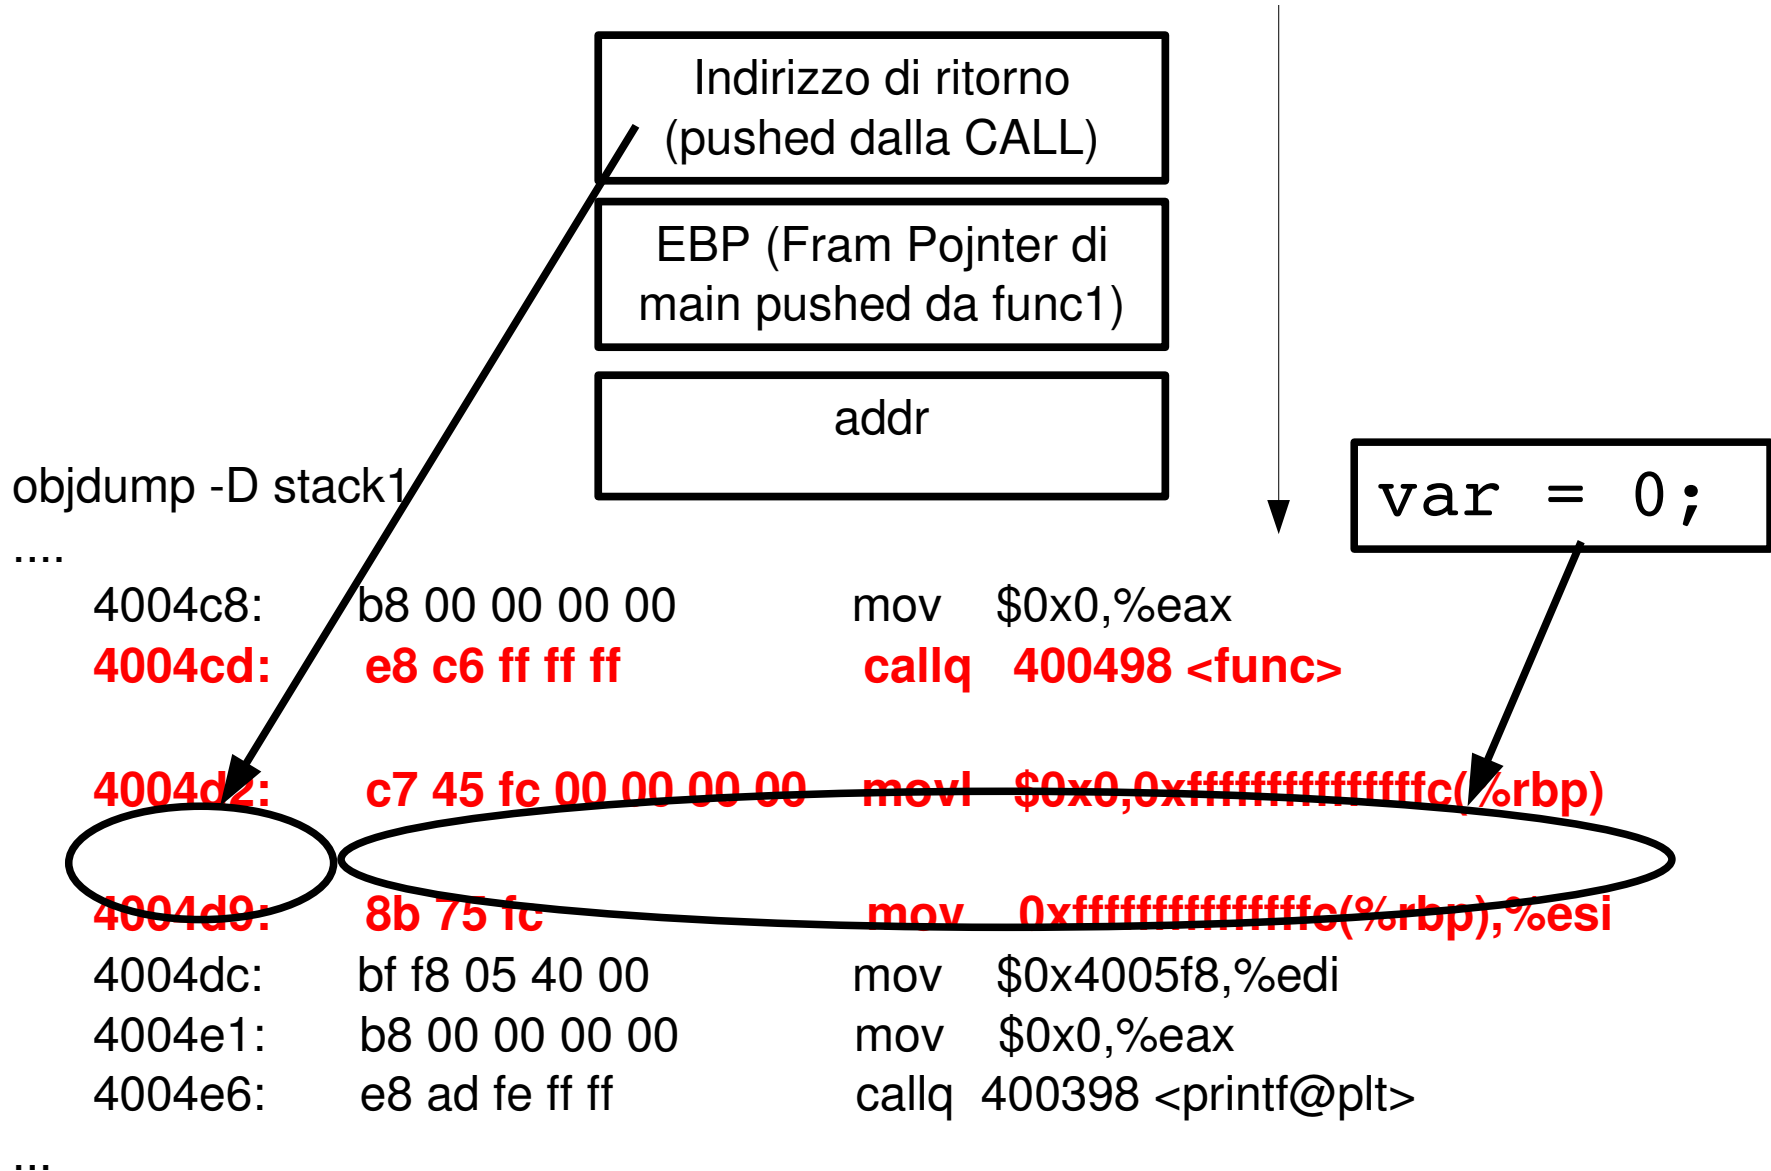 Indirizzo di ritorno
(pushed dalla CALL)
EBP (Fram Pojnter di
main pushed da func1)
addr
objdump -D stack1
var = 0;
....
4004c8: b8 00 00 00 00 mov $0x0,%eax
4004cd: e8 c6 ff ff ff callq 400498 <func>
4004d2: c7 45 fc 00 00 00 00 movl $0x0,0xfffffffffffffffc(%rbp)
4004d9: 8b 75 fc mov 0xfffffffffffffffc(%rbp),%esi
4004dc: bf f8 05 40 00 mov $0x4005f8,%edi
4004e1: b8 00 00 00 00 mov $0x0,%eax
4004e6: e8 ad fe ff ff callq 400398 <printf@plt>
...